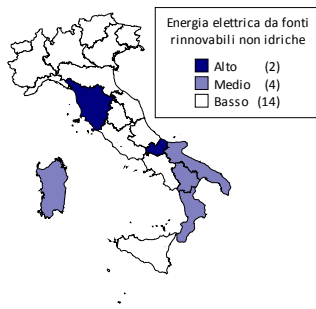 Energia elettrica da fonti
rinnovabili non idriche
Alto (2)
Medio (4)
Basso (14)